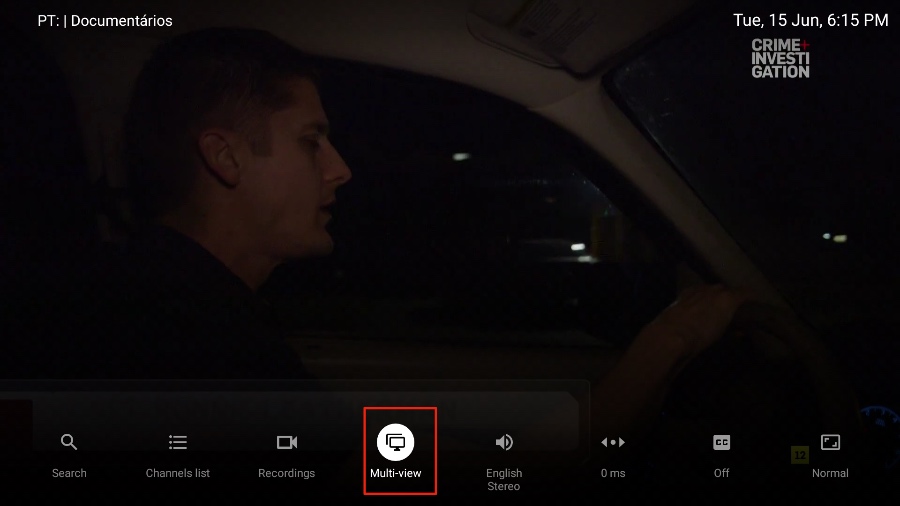 PT: | Documentários
Tue, 15 Jun, 6:15 PM
CRIME+
INVESTI
GATION
Search
Channels list
Recordings
Multi-view
English
Stereo
0 ms
CC
Off
12
Normal